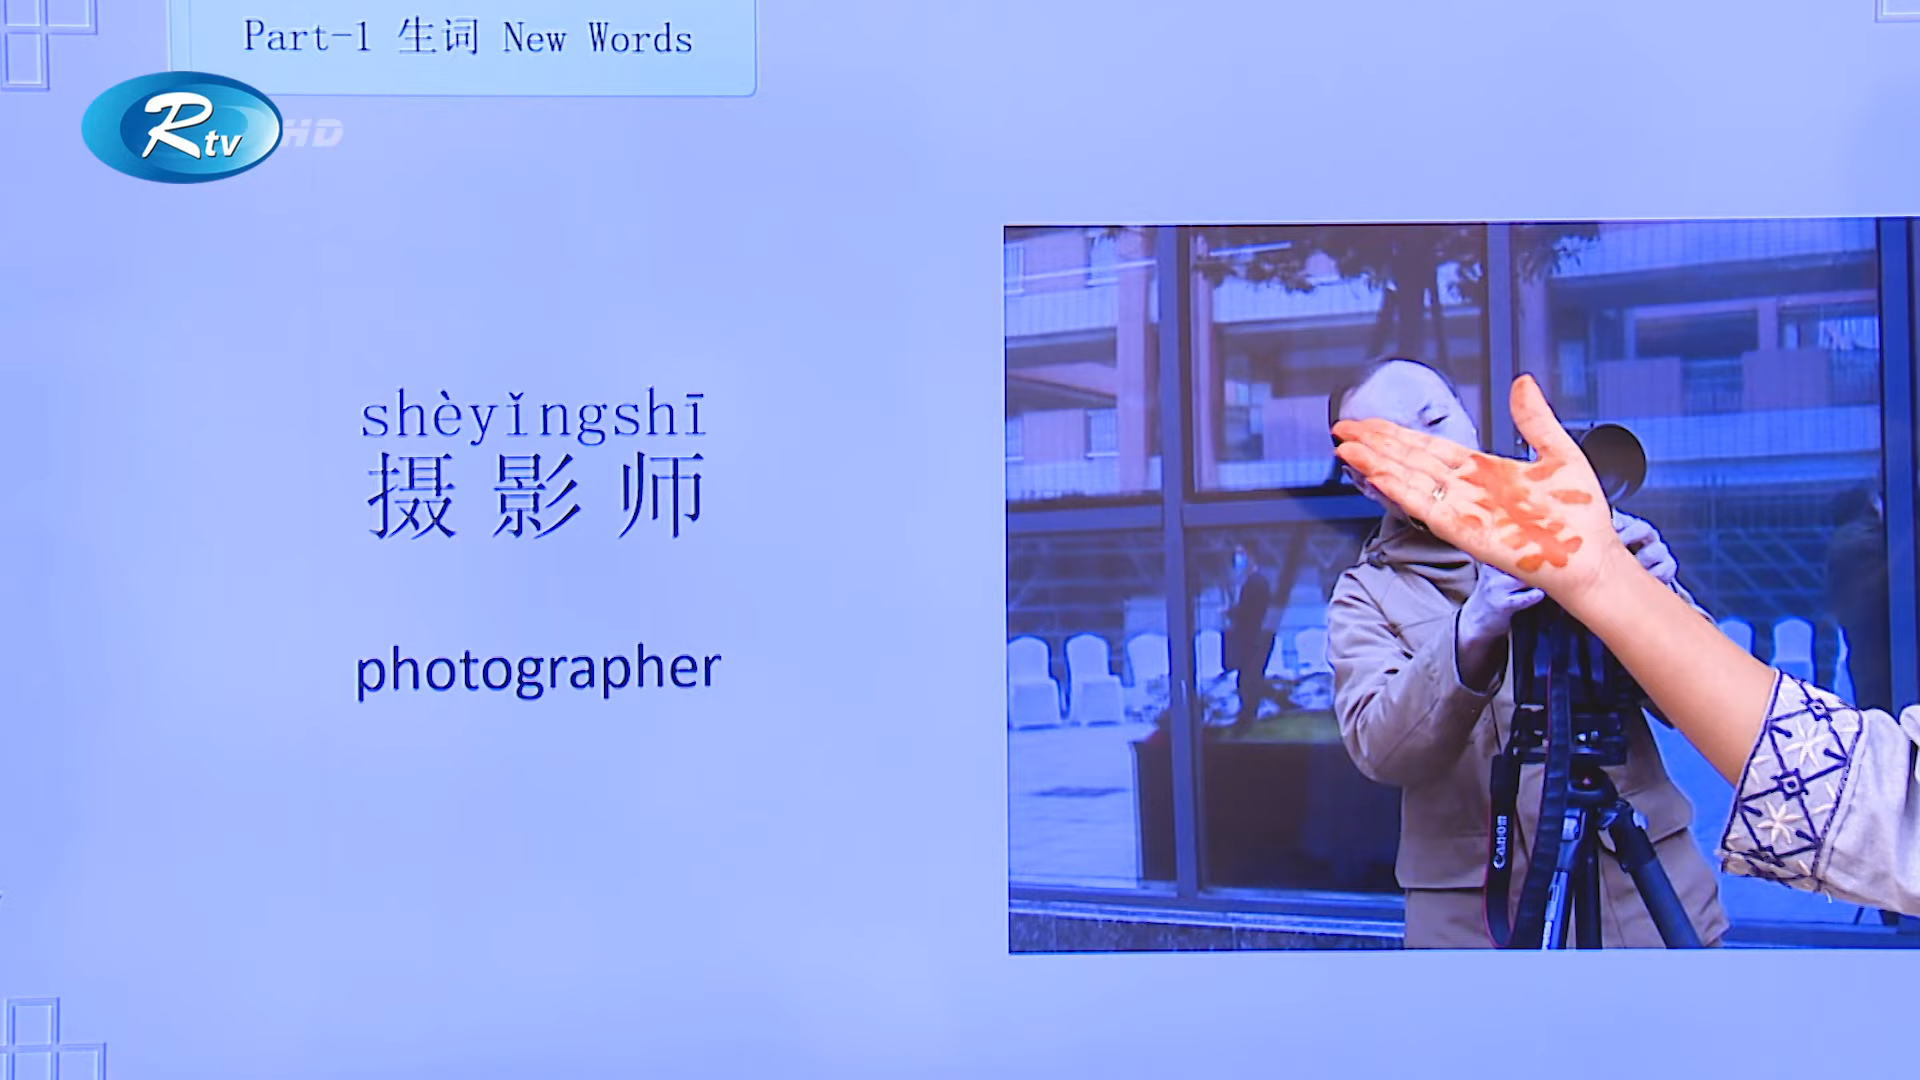 Part-1 生词 New Words
Rtv HD
shèyǐngshī
摄影师
photographer
Canon